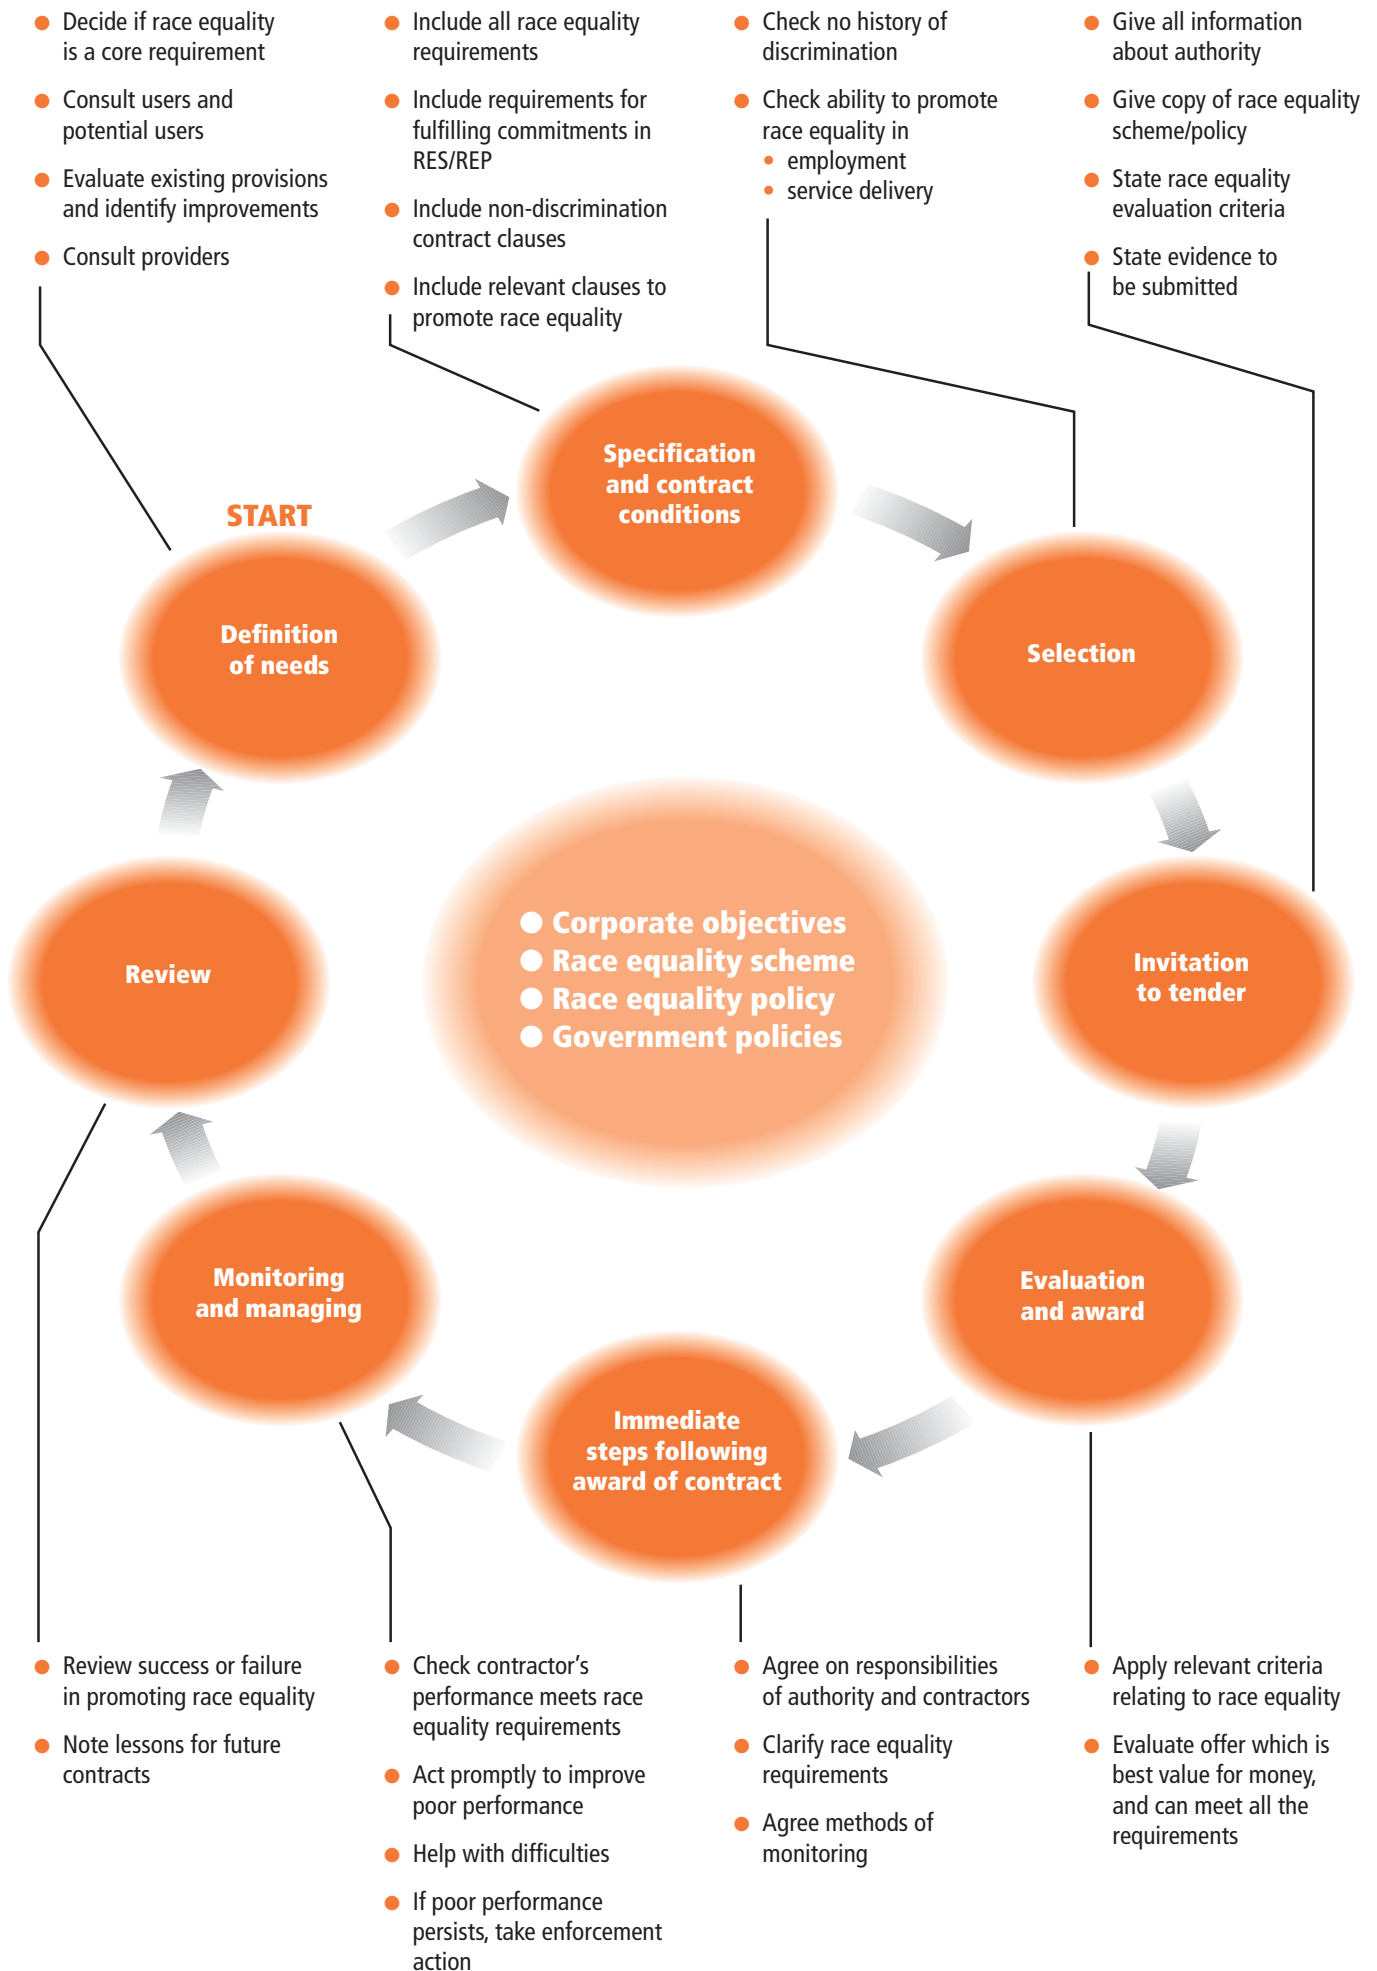 ● Decide if race equality
is a core requirement
● Consult users and
potential users
● Evaluate existing provisions
and identify improvements
● Consult providers
● Include all race equality
requirements
● Include requirements for
fulfilling commitments in
RES/REP
● Include non-discrimination
contract clauses
● Include relevant clauses to
promote race equality
● Check no history of
discrimination
● Check ability to promote
race equality in
• employment
• service delivery
● Give all information
about authority
● Give copy of race equality
scheme/policy
● State race equality
evaluation criteria
● State evidence to
be submitted
START
Definition
of needs
Specification
and contract
conditions
Selection
Invitation
to tender
Evaluation
and award
Immediate
steps following
award of contract
Monitoring
and managing
Review
● Corporate objectives
● Race equality scheme
● Race equality policy
● Government policies
● Review success or failure
in promoting race equality
● Note lessons for future
contracts
● Check contractor’s
performance meets race
equality requirements
● Act promptly to improve
poor performance
● Help with difficulties
● If poor performance
persists, take enforcement
action
● Agree on responsibilities
of authority and contractors
● Clarify race equality
requirements
● Agree methods of
monitoring
● Apply relevant criteria
relating to race equality
● Evaluate offer which is
best value for money,
and can meet all the
requirements